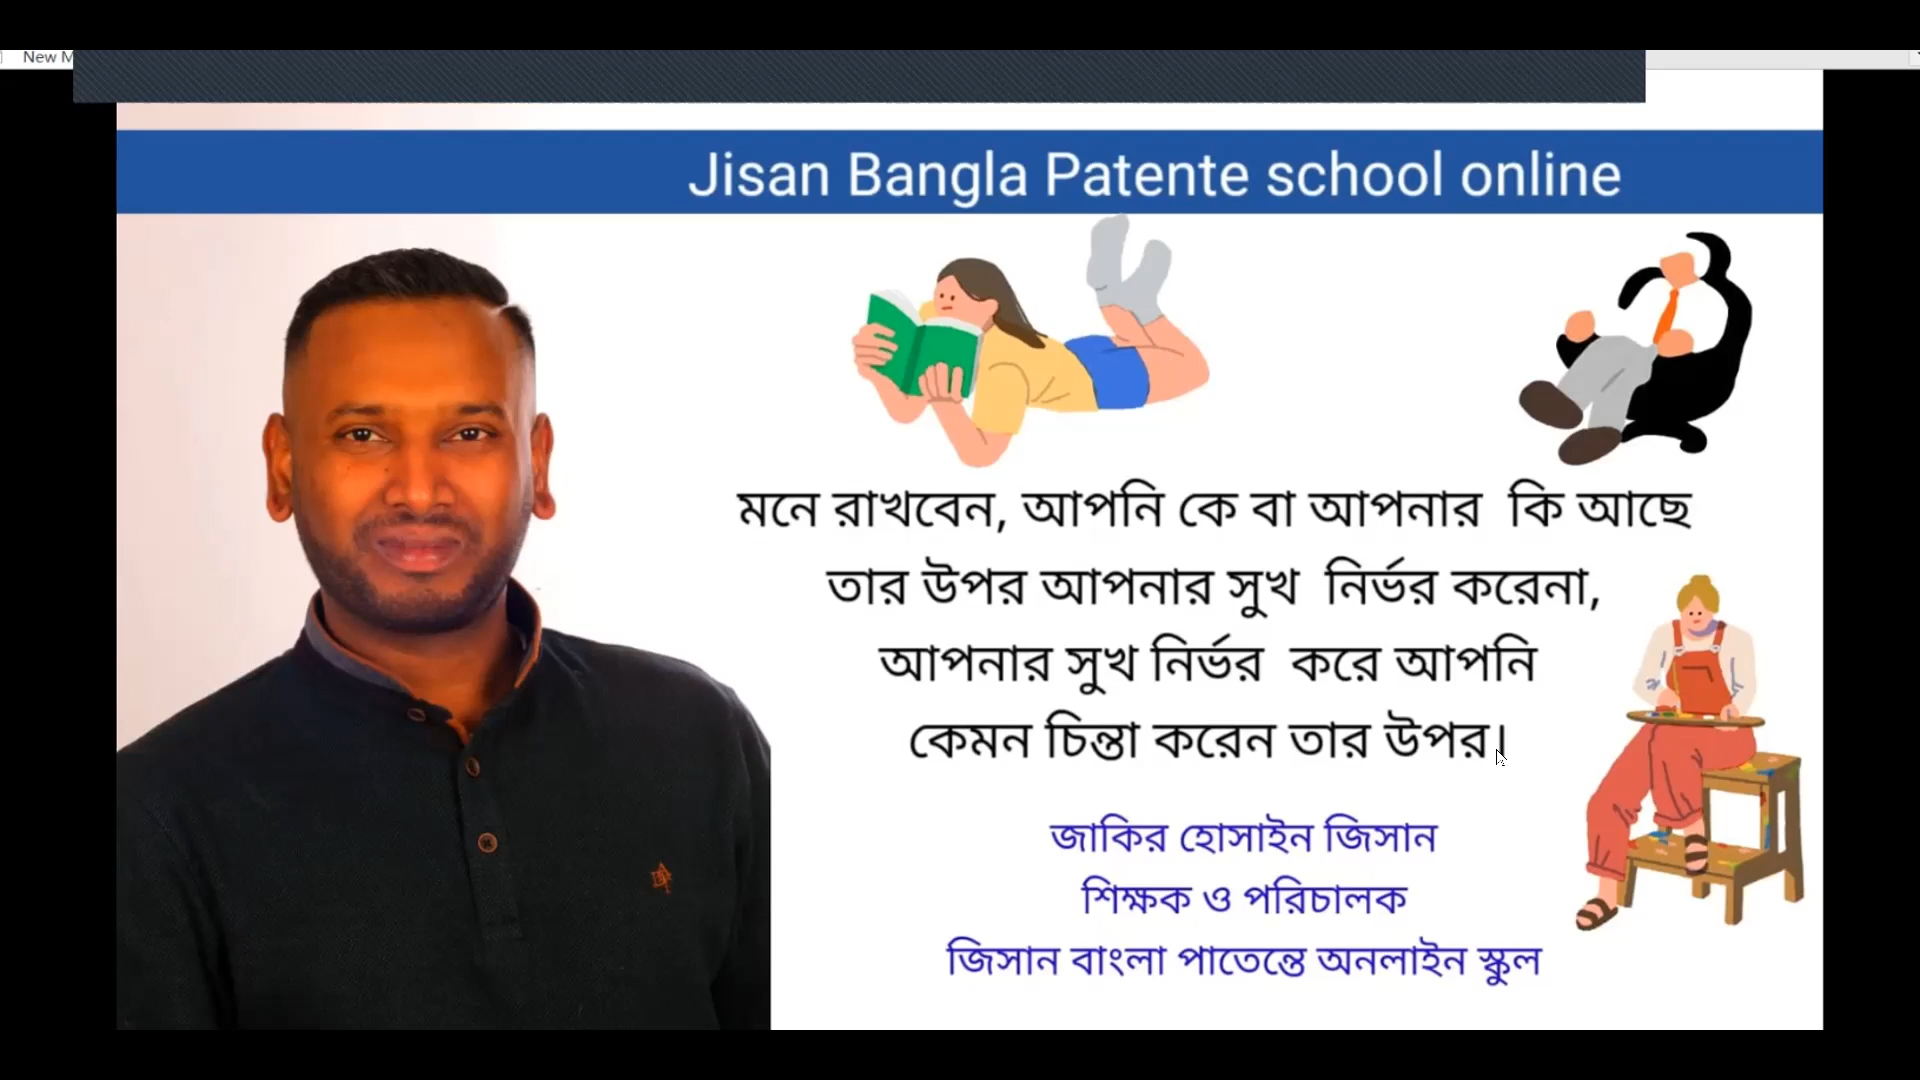 New M
Jisan Bangla Patente school online
মনে রাখবেন, আপনি কে বা আপনার কি আছে
তার উপর আপনার সুখ নির্ভর করেনা,
আপনার সুখ নির্ভর করে আপনি
কেমন চিন্তা করেন তার উপর।
জাকির হোসাইন জিসান
শিক্ষক ও পরিচালক
জিসান বাংলা পাতেন্তে অনলাইন স্কুল